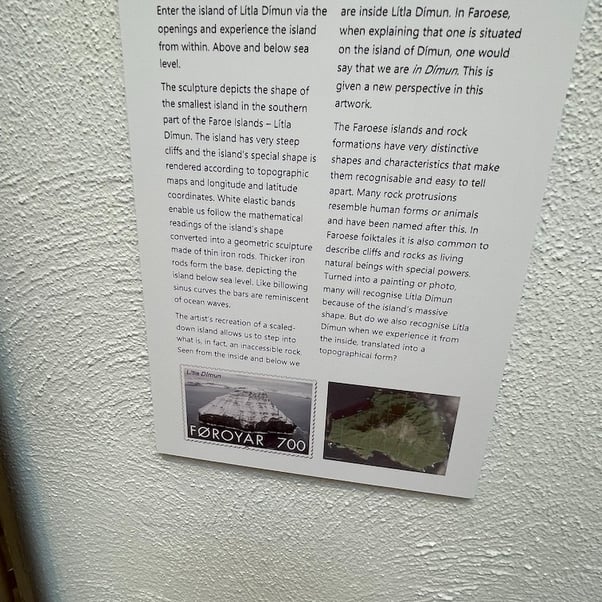 Enter the island of Lítla Dímun via the
openings and experience the island
from within. Above and below sea
level.
The sculpture depicts the shape of
the smallest island in the southern
part of the Faroe Islands – Lítla
Dímun. The island has very steep
cliffs and the island's special shape is
rendered according to topographic
maps and longitude and latitude
coordinates. White elastic bands
enable us follow the mathematical
readings of the island's shape
converted into a geometric sculpture
made of thin iron rods. Thicker iron
rods form the base, depicting the
island below sea level. Like billowing
sinus curves the bars are reminiscent
of ocean waves.
The artist's recreation of a scaled-
down island allows us to step into
what is, in fact, an inaccessible rock.
Seen from the inside and below we
are inside Lítla Dímun. In Faroese,
when explaining that one is situated
on the island of Dímun, one would
say that we are in Dímun. This is
given a new perspective in this
artwork.
The Faroese islands and rock
formations have very distinctive
shapes and characteristics that make
them recognisable and easy to tell
apart. Many rock protrusions
resemble human forms or animals
and have been named after this. In
Faroese folktales it is also common to
describe cliffs and rocks as living
natural beings with special powers.
Turned into a painting or photo,
many will recognise Lítla Dímun
because of the island's massive
shape. But do we also recognise Lítla
Dímun when we experience it from
the inside, translated into a
topographical form?
Lítla Dímun
FØROYAR 700